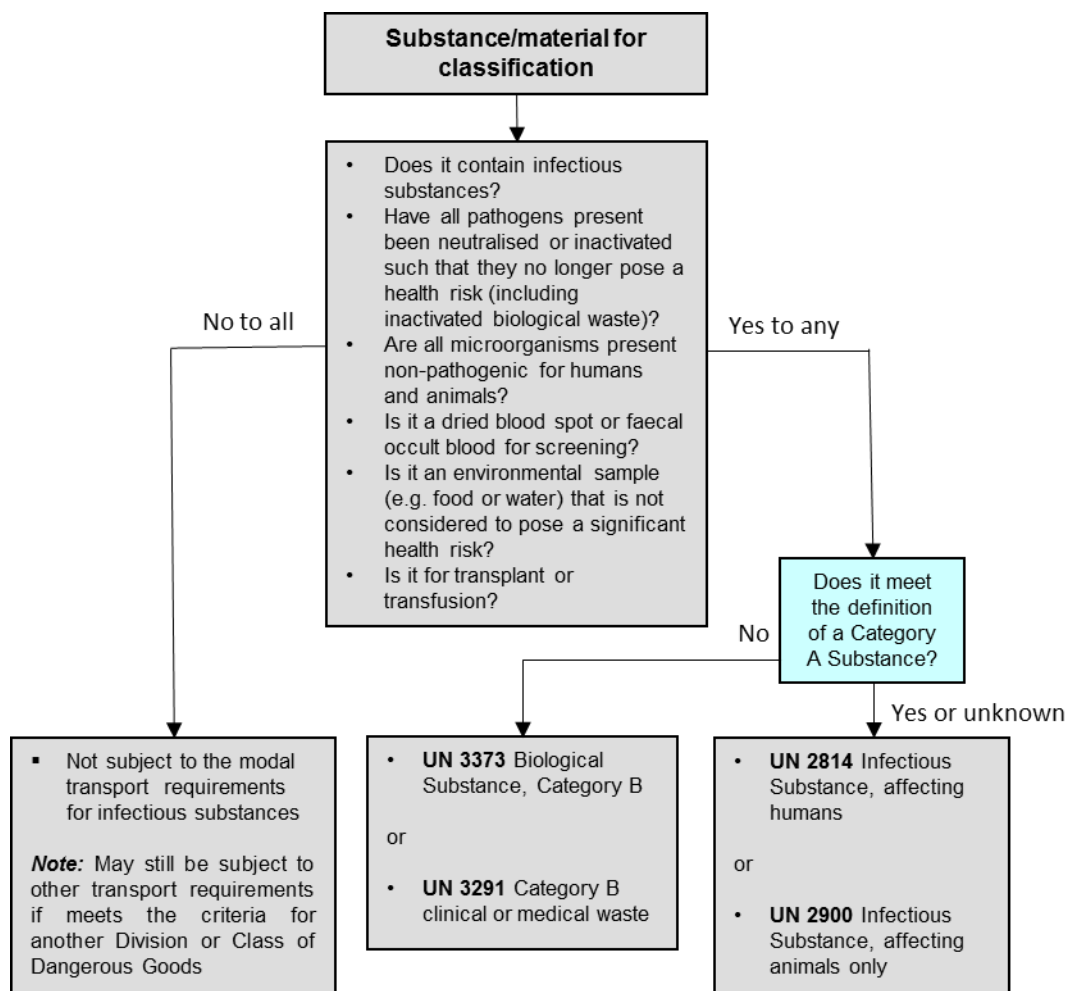 Substance/material for
classification
• Does it contain infectious
substances?
• Have all pathogens present
been neutralised or inactivated
such that they no longer pose a
health risk (including
inactivated biological waste)?
• Are all microorganisms present
non-pathogenic for humans
and animals?
• Is it a dried blood spot or faecal
occult blood for screening?
• Is it an environmental sample
(e.g. food or water) that is not
considered to pose a significant
health risk?
• Is it for transplant or
transfusion?
No to all
Yes to any
Does it meet
the definition
of a Category
A Substance?
No
Yes or unknown
▪ Not subject to the modal
transport requirements
for infectious substances
Note: May still be subject to
other transport requirements
if meets the criteria for
another Division or Class of
Dangerous Goods
• UN 3373 Biological
Substance, Category B
or
• UN 3291 Category B
clinical or medical waste
• UN 2814 Infectious
Substance, affecting
humans
or
• UN 2900 Infectious
Substance, affecting
animals only